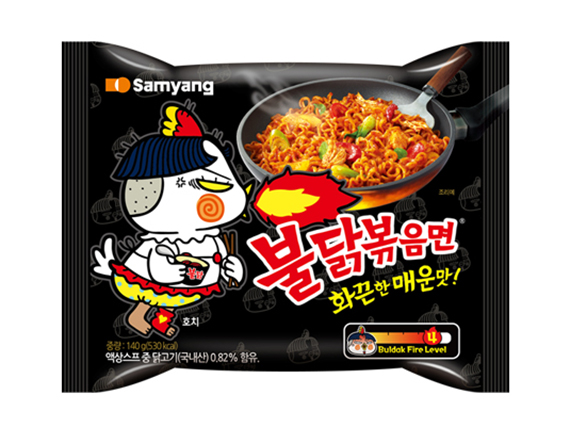 Samyang
조리예
불닭볶음면®
화끈한 매운맛!
불닭
호치
중량 : 140 g(530 kcal)
액상스프 중 닭고기(국내산) 0.82% 함유.
4
Buldak Fire Level